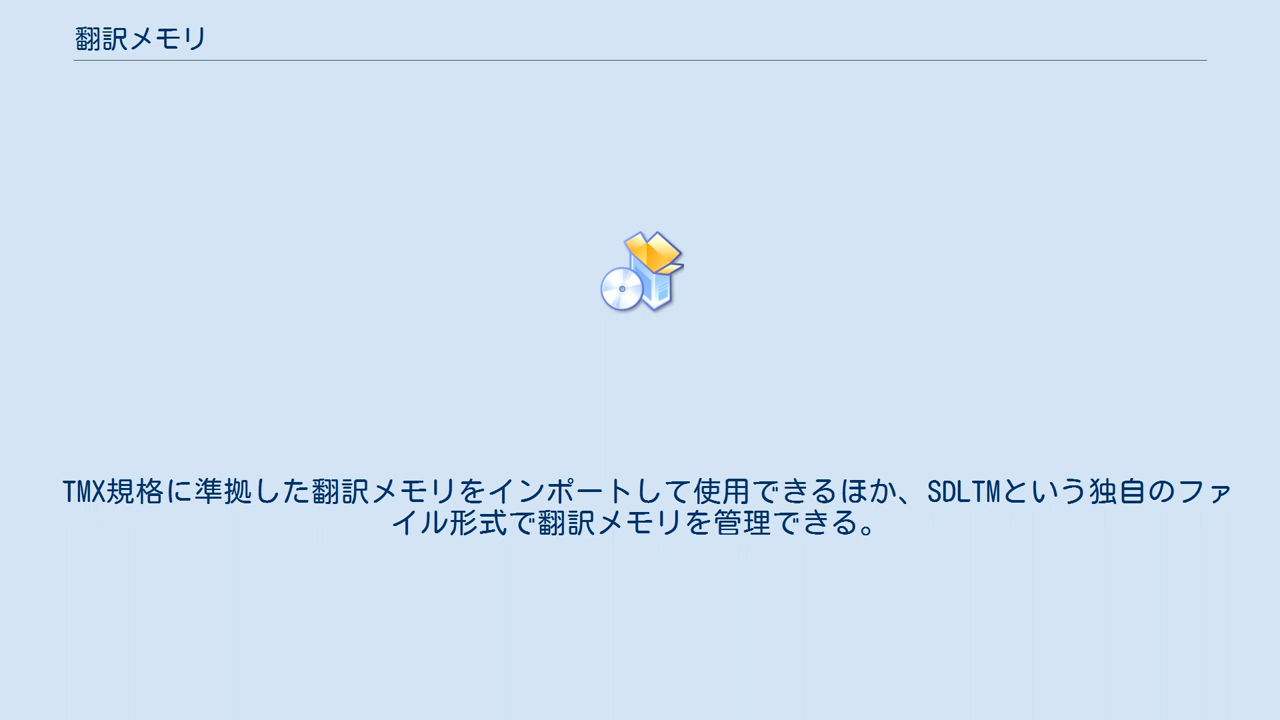 翻訳メモリ
TMX規格に準拠した翻訳メモリをインポートして使用できるほか、SDLTMという独自のファ
イル形式で翻訳メモリを管理できる。